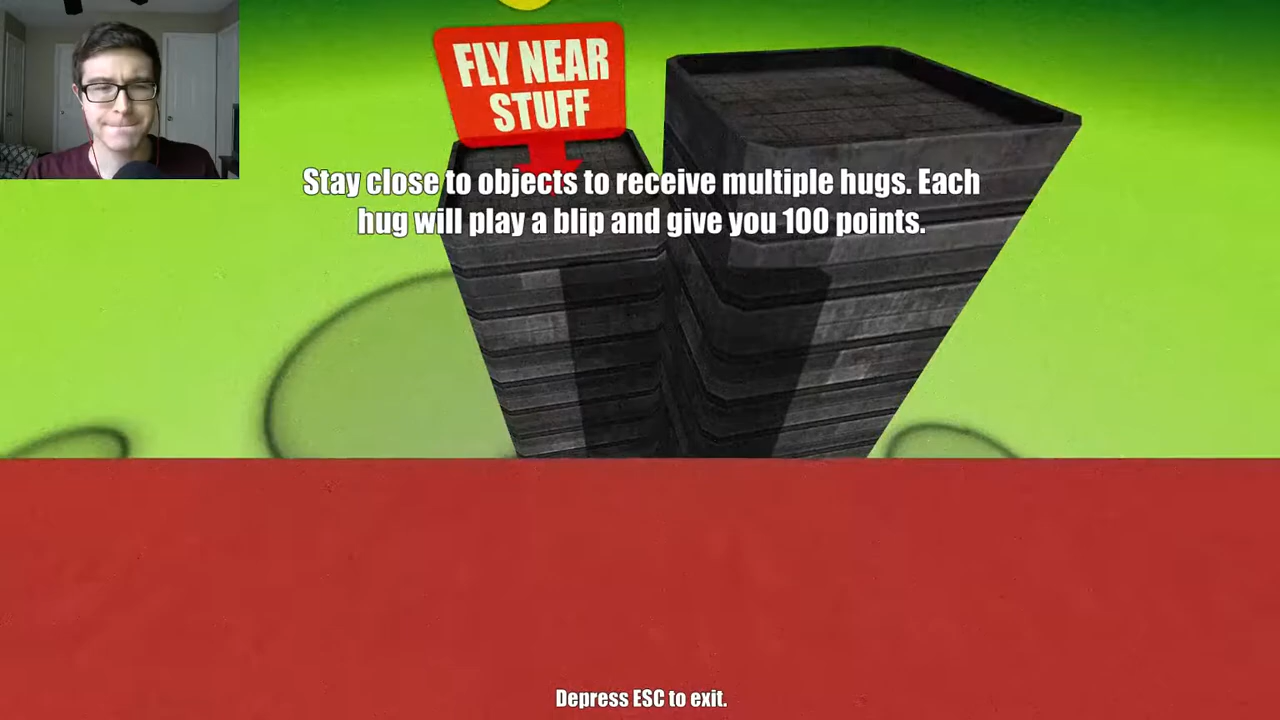 FLY NEAR
STUFF
Stay close to objects to receive multiple hugs. Each
hug will play a blip and give you 100 points.
Depress ESC to exit.